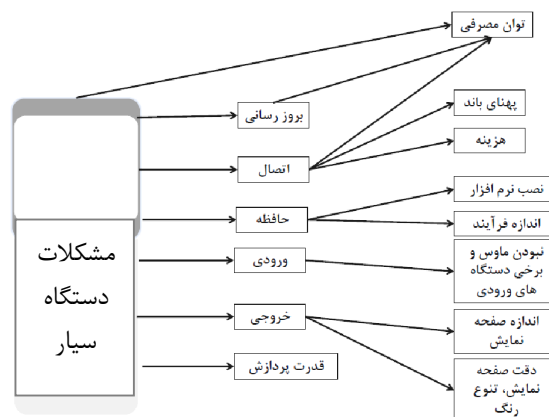 توان مصرفی
بروز رسانی
پهنای باند
اتصال
هزینه
نصب نرم افزار
حافظه
اندازه فرآیند
مشکلات
دستگاه
سیار
ورودی
نبودن ماوس و
برخی دستگاه
های ورودی
خروجی
اندازه صفحه
نمایش
قدرت پردازش
دقت صفحه
نمایش، تنوع
رنگ